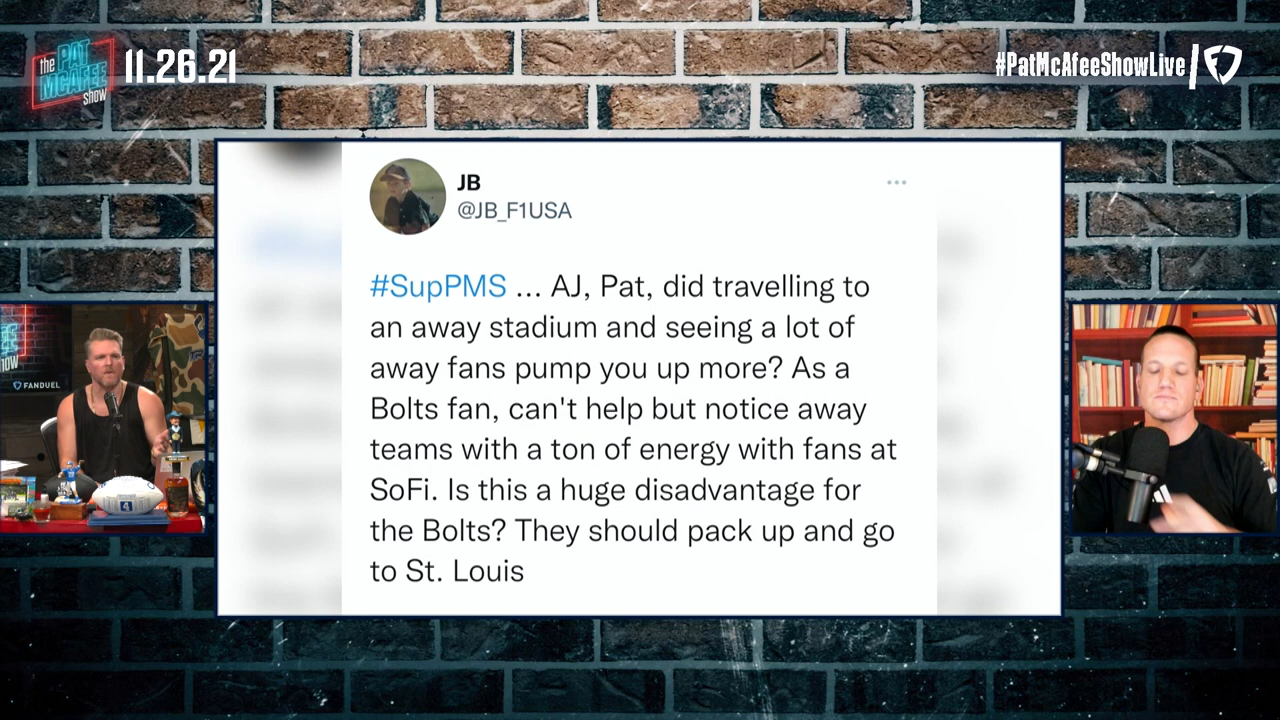 the
PAT
MCAFEE
show
11.26.21
#PatMcAfeeShowLive
JB
@JB_F1USA
#SupPMS ... AJ, Pat, did travelling to
an away stadium and seeing a lot of
away fans pump you up more? As a
Bolts fan, can't help but notice away
teams with a ton of energy with fans at
SoFi. Is this a huge disadvantage for
the Bolts? They should pack up and go
to St. Louis
FANDUEL